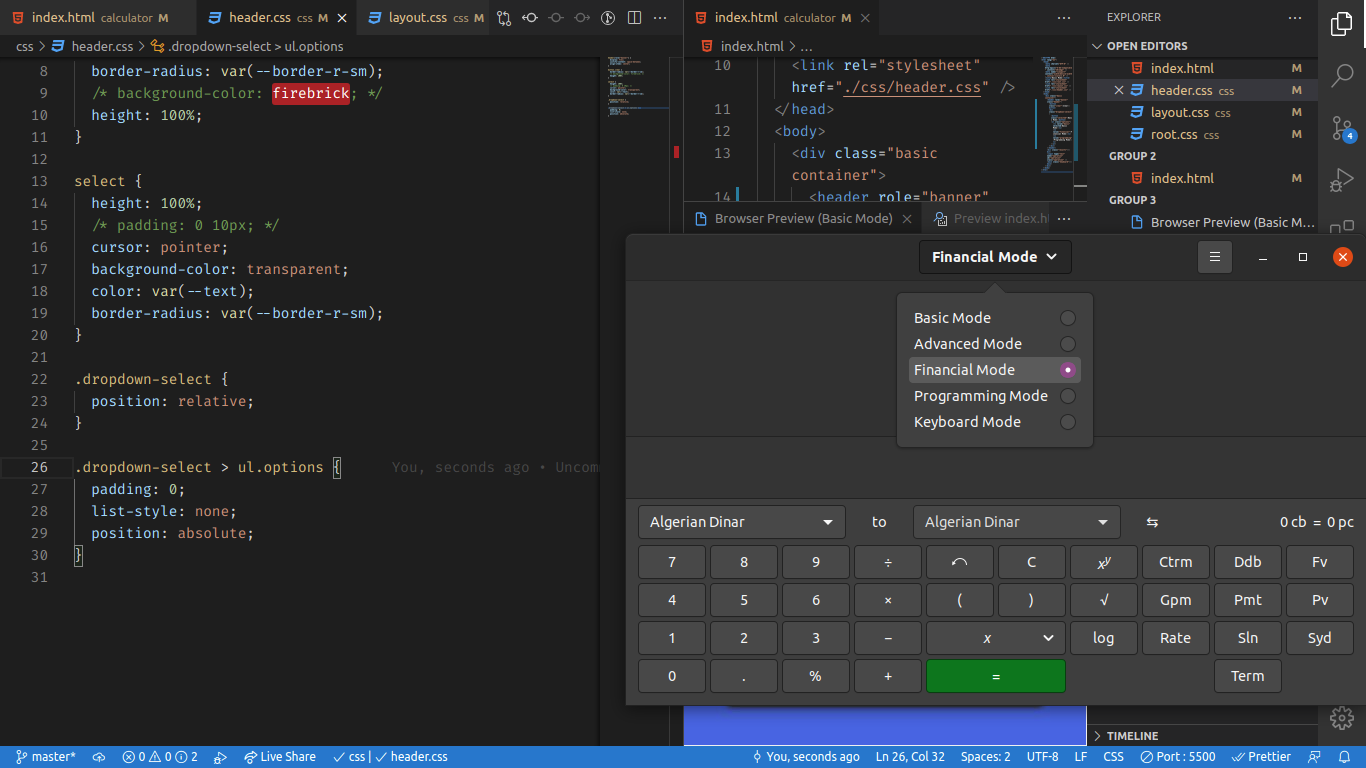 index.html calculator M
header.css css M
layout.css css M
css > header.css > .dropdown-select > ul.options
8 border-radius: var(--border-r-sm);
9 /* background-color: firebrick; */
10 height: 100%;
11 }
12
13 select {
14 height: 100%;
15 /* padding: 0 10px; */
16 cursor: pointer;
17 background-color: transparent;
18 color: var(--text);
19 border-radius: var(--border-r-sm);
20 }
21
22 .dropdown-select {
23 position: relative;
24 }
25
26 .dropdown-select > ul.options { You, seconds ago • Uncom
27 padding: 0;
28 list-style: none;
29 position: absolute;
30 }
31
index.html calculator M
index.html > ...
10 <link rel="stylesheet"
href="./css/header.css" />
11 </head>
12 <body>
13 <div class="basic
container">
14 <header role="banner"
Browser Preview (Basic Mode)
Preview index.h
EXPLORER
OPEN EDITORS
index.html M
header.css css M
layout.css css M
root.css css M
GROUP 2
index.html M
GROUP 3
Browser Preview (Basic M...
4
Financial Mode
Basic Mode
Advanced Mode
Financial Mode
Programming Mode
Keyboard Mode
Algerian Dinar to Algerian Dinar ⇆ 0 cb = 0 pc
7 8 9 ÷ C xʸ Ctrm Ddb Fv
4 5 6 × ( ) √ Gpm Pmt Pv
1 2 3 − x log Rate Sln Syd
0 . % + = Term
TIMELINE
master* 0 0 2 Live Share ✓ css | ✓ header.css You, seconds ago Ln 26, Col 32 Spaces: 2 UTF-8 LF CSS Port : 5500 Prettier